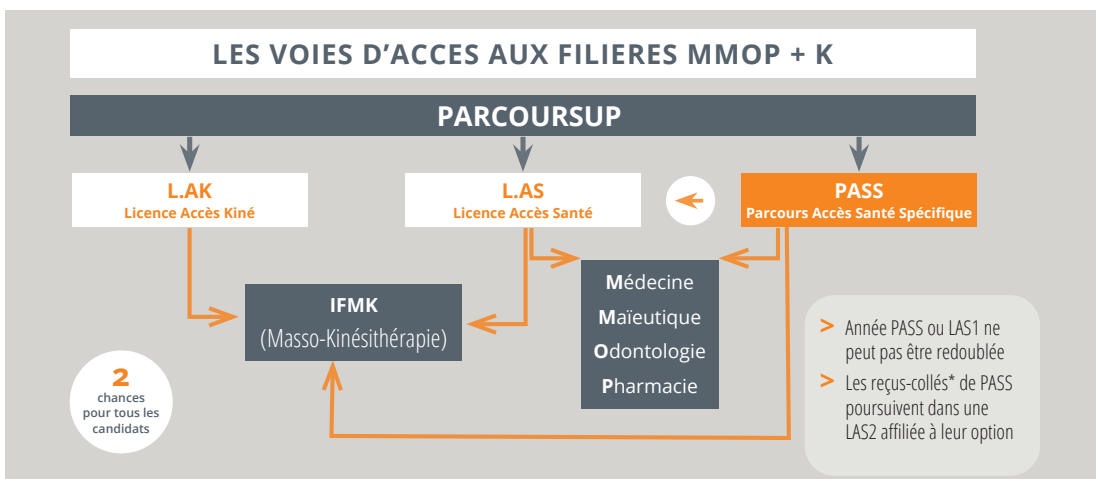 LES VOIES D’ACCES AUX FILIERES MMOP + K
PARCOURSUP
L.AK
Licence Accès Kiné
L.AS
Licence Accès Santé
PASS
Parcours Accès Santé Spécifique
IFMK
(Masso-Kinésithérapie)
Médecine
Maïeutique
Odontologie
Pharmacie
2
chances
pour tous les
candidats
> Année PASS ou LAS1 ne
peut pas être redoublée
> Les reçus-collés* de PASS
poursuivent dans une
LAS2 affiliée à leur option